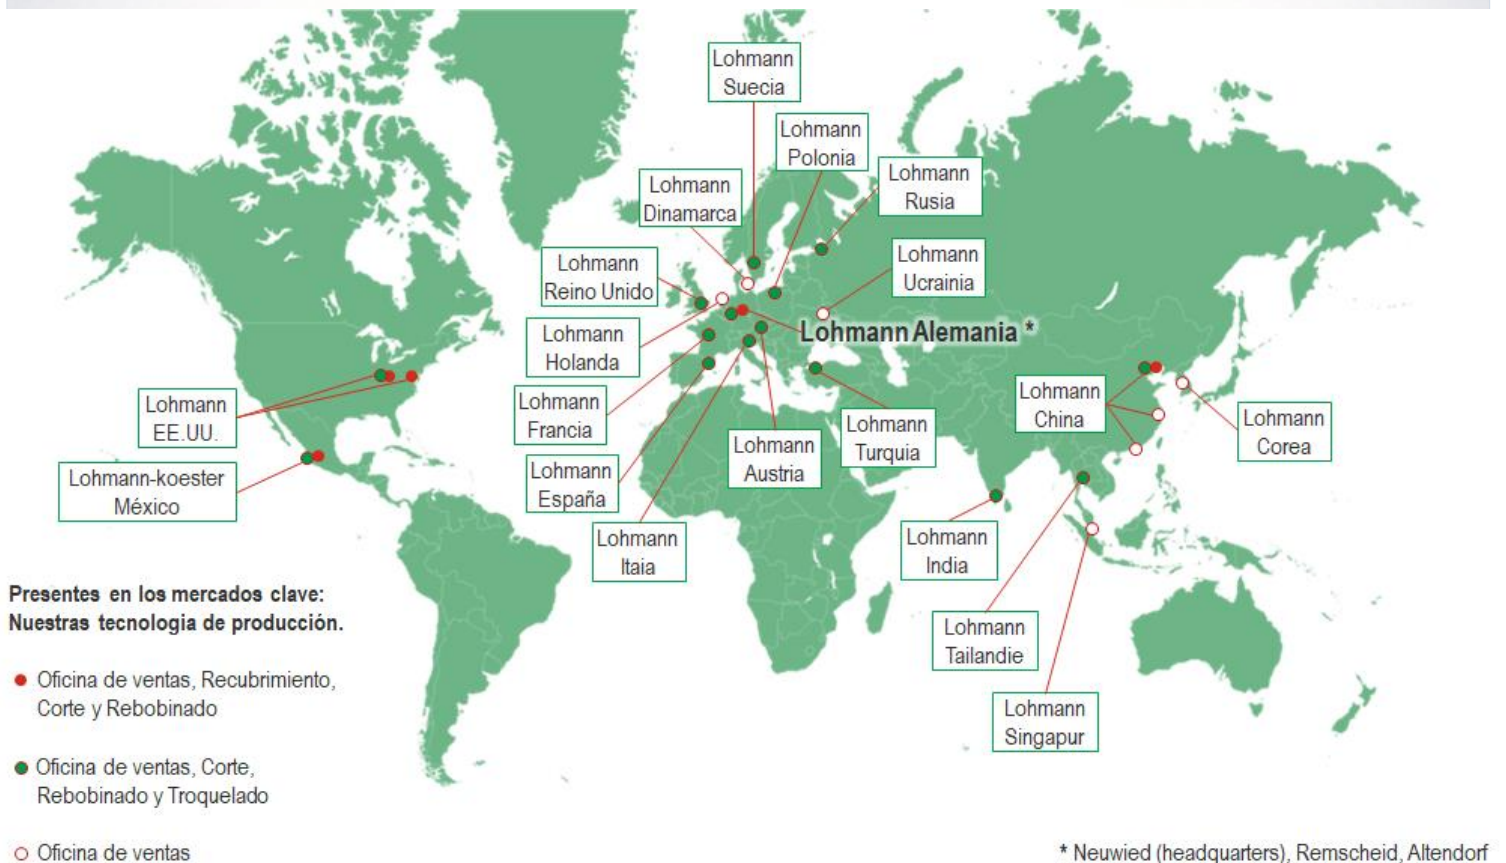 Lohmann
Suecia
Lohmann
Polonia
Lohmann
Rusia
Lohmann
Dinamarca
Lohmann
Ucrainia
Lohmann
Reino Unido
Lohmann
Holanda
Lohmann Alemania *
Lohmann
EE.UU.
Lohmann
Francia
Lohmann
China
Lohmann
Corea
Lohmann
Turquia
Lohmann
Austria
Lohmann-koester
México
Lohmann
España
Lohmann
Itaia
Lohmann
India
Lohmann
Tailandie
Lohmann
Singapur
Presentes en los mercados clave:
Nuestras tecnologia de producción.
Oficina de ventas, Recubrimiento,
Corte y Rebobinado
Oficina de ventas, Corte,
Rebobinado y Troquelado
Oficina de ventas
* Neuwied (headquarters), Remscheid, Altendorf